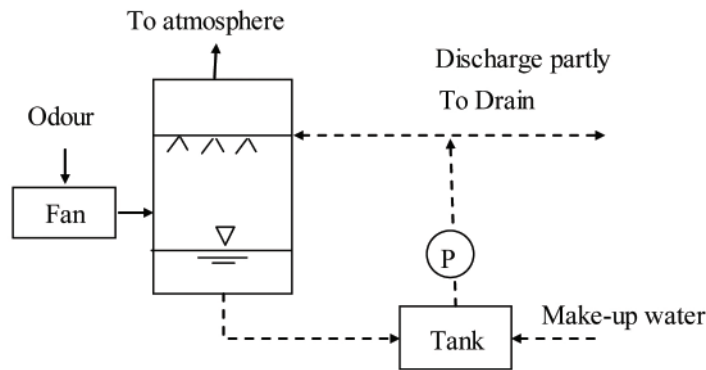 To atmosphere
Discharge partly
To Drain
Odour
Fan
P
Tank
Make-up water